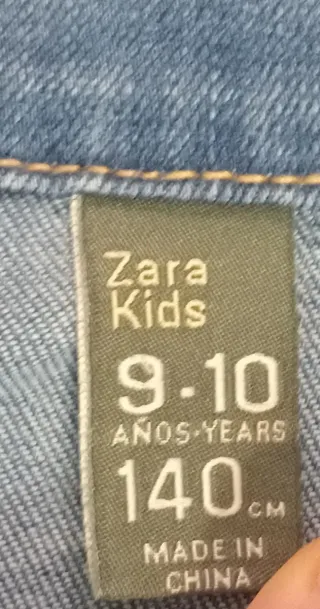 Zara
Kids
9-10
AÑOS-YEARS
140 CM
MADE IN
CHINA